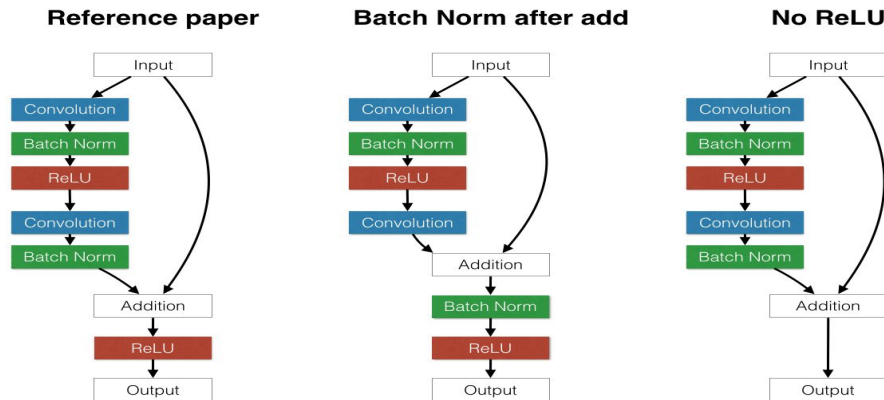 Reference paper
Input
Convolution
Batch Norm
ReLU
Convolution
Batch Norm
Addition
ReLU
Output
Batch Norm after add
Input
Convolution
Batch Norm
ReLU
Convolution
Addition
Batch Norm
ReLU
Output
No ReLU
Input
Convolution
Batch Norm
ReLU
Convolution
Batch Norm
Addition
Output